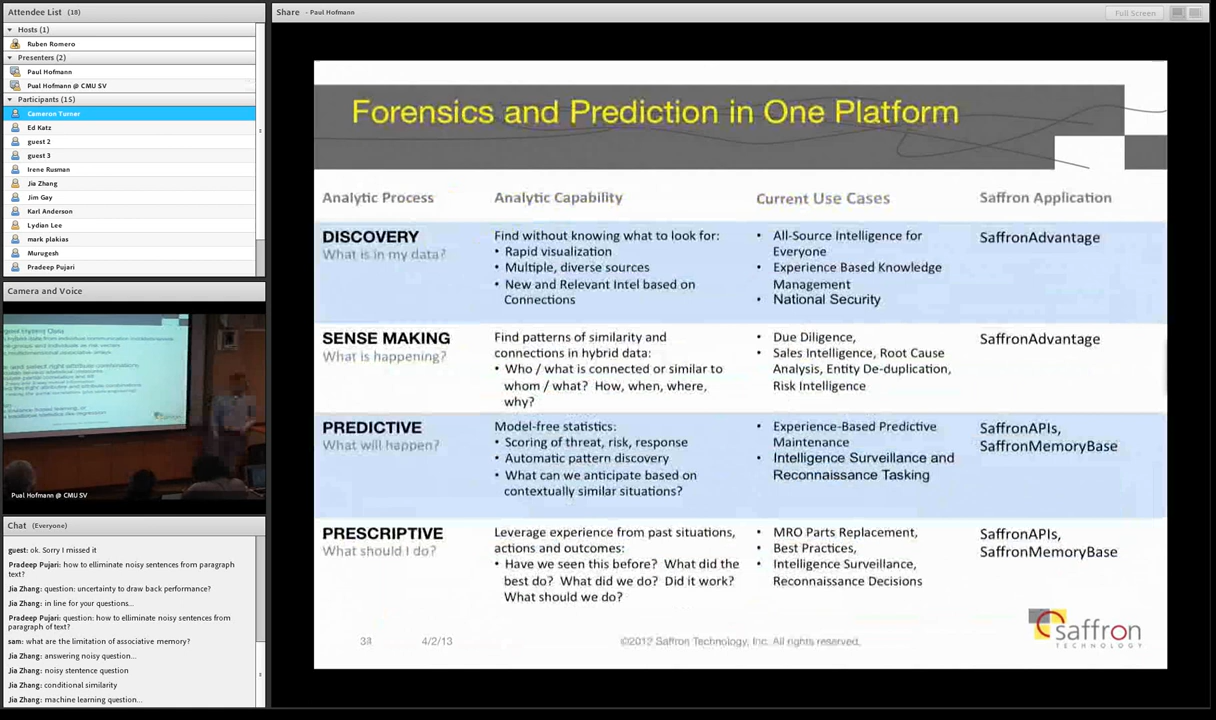 Attendee List (18)
Hosts (1)
Ruben Romero
Presenters (2)
Paul Hofmann
Pual Hofmann @ CMU SV
Participants (15)
Cameron Turner
Ed Katz
guest 2
guest 3
Irene Rusman
Jia Zhang
Jim Gay
Karl Anderson
Lydian Lee
mark plakias
Murugesh
Pradeep Pujari
Camera and Voice
Pual Hofmann @ CMU SV
Chat (Everyone)
guest: ok. Sorry I missed it
Pradeep Pujari: how to elliminate noisy sentences from paragraph
text?
Jia Zhang: question: uncertainty to draw back performance?
Jia Zhang: in line for your questions...
Pradeep Pujari: question: how to elliminate noisy sentences from
paragraph of text?
sam: what are the limitation of associative memory?
Jia Zhang: answering noisy question...
Jia Zhang: noisy stentence question
Jia Zhang: conditional similarity
Jia Zhang: machine learning question...
Share - Paul Hofmann
Full Screen
Forensics and Prediction in One Platform
Analytic Process
Analytic Capability
Current Use Cases
Saffron Application
DISCOVERY
What is in my data?
Find without knowing what to look for:
• Rapid visualization
• Multiple, diverse sources
• New and Relevant Intel based on
Connections
• All-Source Intelligence for
Everyone
• Experience Based Knowledge
Management
• National Security
SaffronAdvantage
SENSE MAKING
What is happening?
Find patterns of similarity and
connections in hybrid data:
• Who / what is connected or similar to
whom / what? How, when, where,
why?
• Due Diligence,
• Sales Intelligence, Root Cause
Analysis, Entity De-duplication,
Risk Intelligence
SaffronAdvantage
PREDICTIVE
What will happen?
Model-free statistics:
• Scoring of threat, risk, response
• Automatic pattern discovery
• What can we anticipate based on
contextually similar situations?
• Experience-Based Predictive
Maintenance
• Intelligence Surveillance and
Reconnaissance Tasking
SaffronAPIs,
SaffronMemoryBase
PRESCRIPTIVE
What should I do?
Leverage experience from past situations,
actions and outcomes:
• Have we seen this before? What did the
best do? What did we do? Did it work?
What should we do?
• MRO Parts Replacement,
• Best Practices,
• Intelligence Surveillance,
Reconnaissance Decisions
SaffronAPIs,
SaffronMemoryBase
4/2/13
©2012 Saffron Technology, Inc. All rights reserved.
saffron
TECHNOLOGY